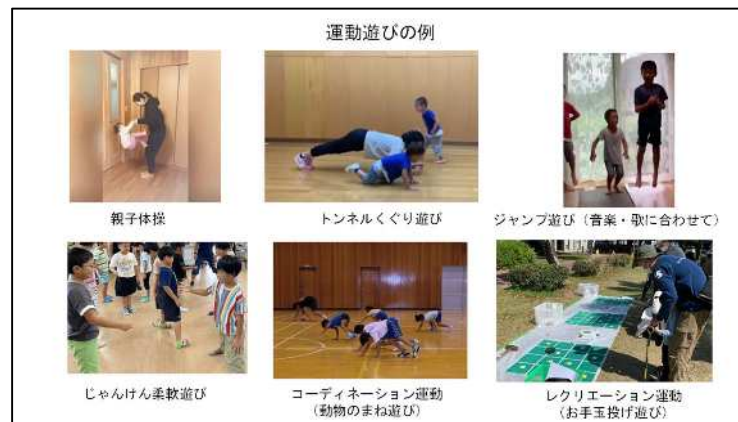 運動遊びの例
親子体操
トンネルくぐり遊び
ジャンプ遊び（音楽・歌に合わせて）
じゃんけん柔軟遊び
コーディネーション運動
（動物のまね遊び）
レクリエーション運動
（お手玉投げ遊び）